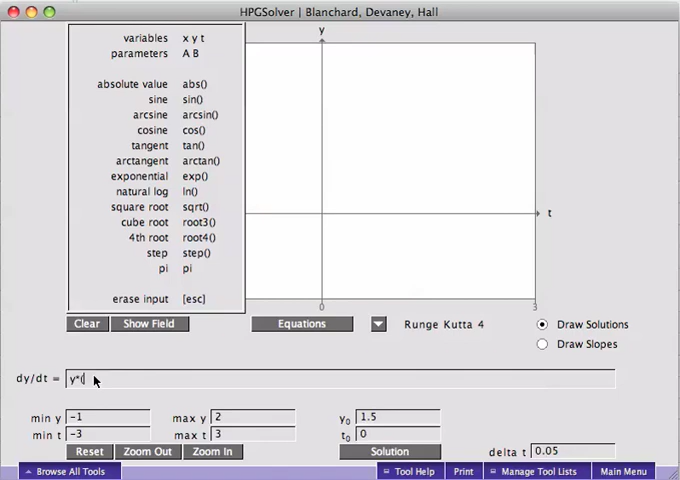 HPGSolver | Blanchard, Devaney, Hall
variables x y t
parameters A B
absolute value abs()
sine sin()
arcsine arcsin()
cosine cos()
tangent tan()
arctangent arctan()
exponential exp()
natural log ln()
square root sqrt()
cube root root3()
4th root root4()
step step()
pi pi
erase input [esc]
y
t
0 3
Clear Show Field Equations Runge Kutta 4 Draw Solutions
Draw Slopes
dy/dt = y*(
min y -1 max y 2 y0 1.5
min t -3 max t 3 t0 0
Reset Zoom Out Zoom In Solution delta t 0.05
Browse All Tools Tool Help Print Manage Tool Lists Main Menu